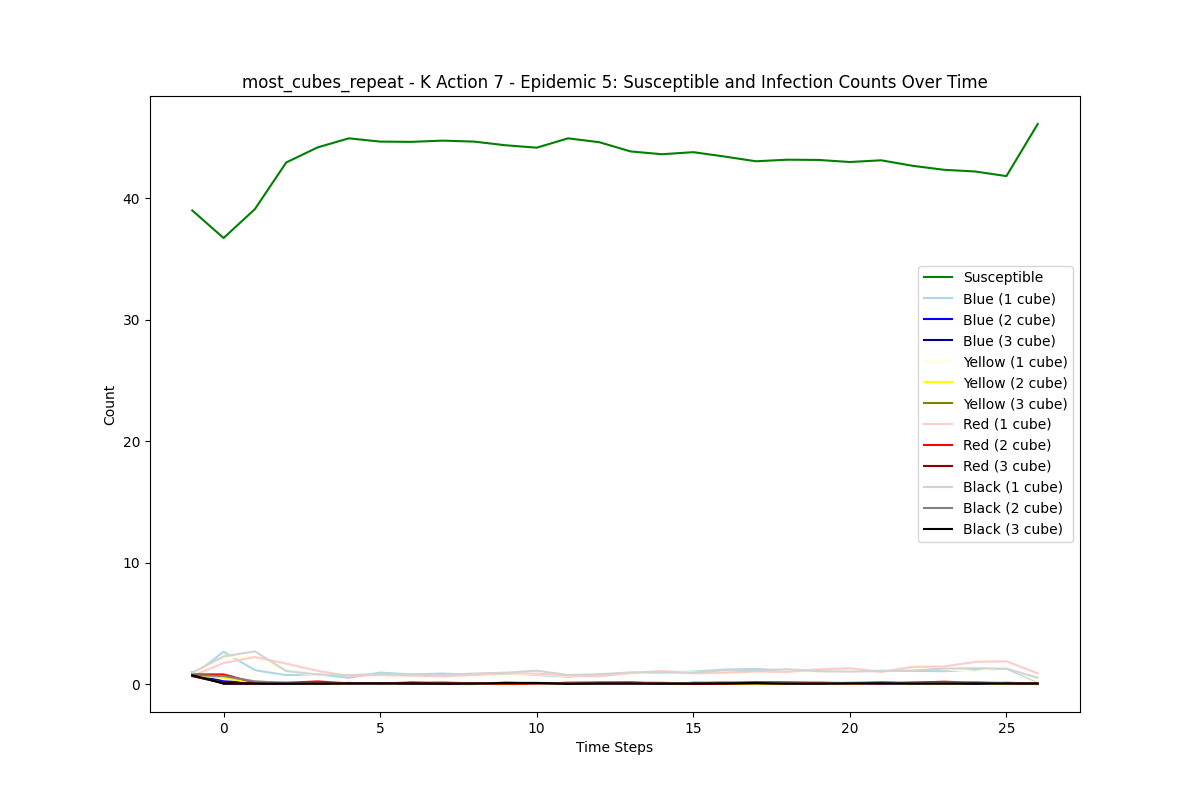 most_cubes_repeat - K Action 7 - Epidemic 5: Susceptible and Infection Counts Over Time
Count
40
30
20
10
0
Susceptible
Blue (1 cube)
Blue (2 cube)
Blue (3 cube)
Yellow (1 cube)
Yellow (2 cube)
Yellow (3 cube)
Red (1 cube)
Red (2 cube)
Red (3 cube)
Black (1 cube)
Black (2 cube)
Black (3 cube)
0 5 10 15 20 25
Time Steps